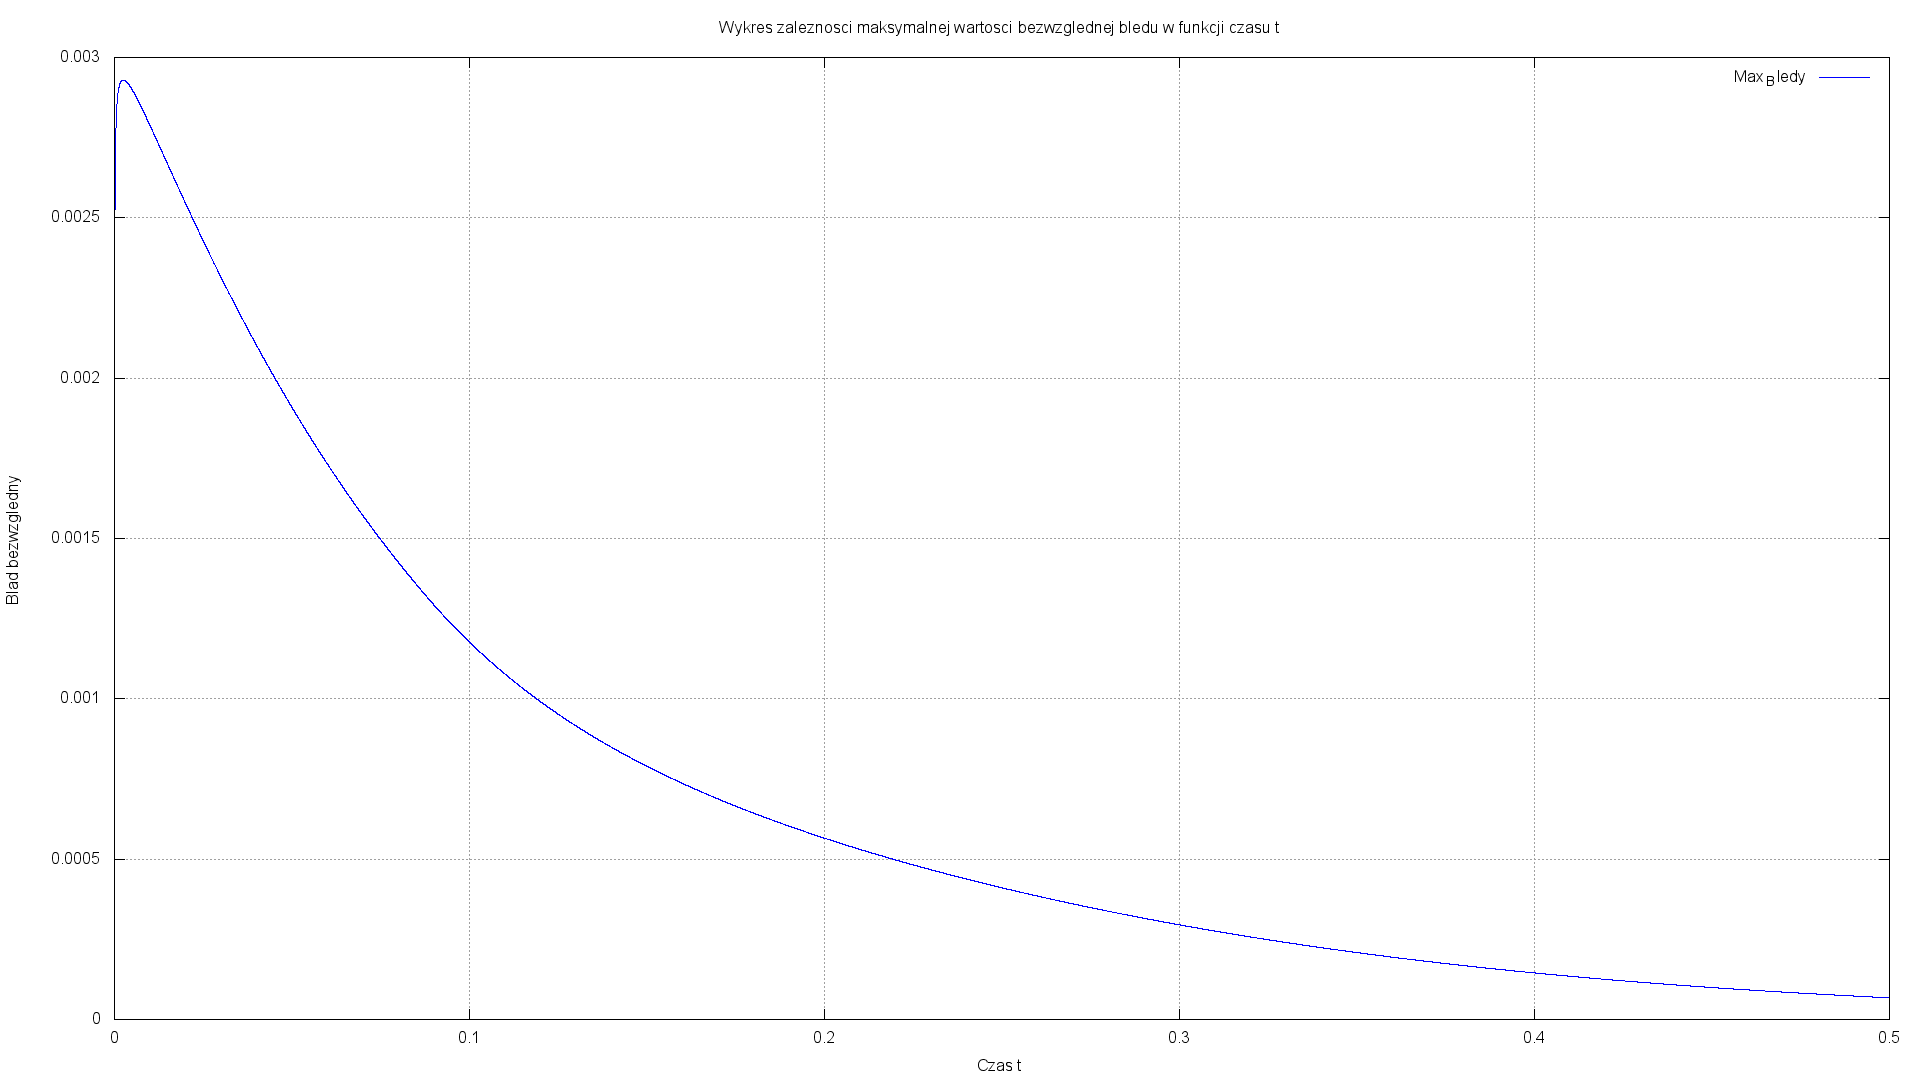 Wykres zaleznosci maksymalnej wartosci bezwzglednej bledu w funkcji czasu t
Max_Bledy
Blad bezwzgledny
0.003
0.0025
0.002
0.0015
0.001
0.0005
0
0 0.1 0.2 0.3 0.4 0.5
Czas t